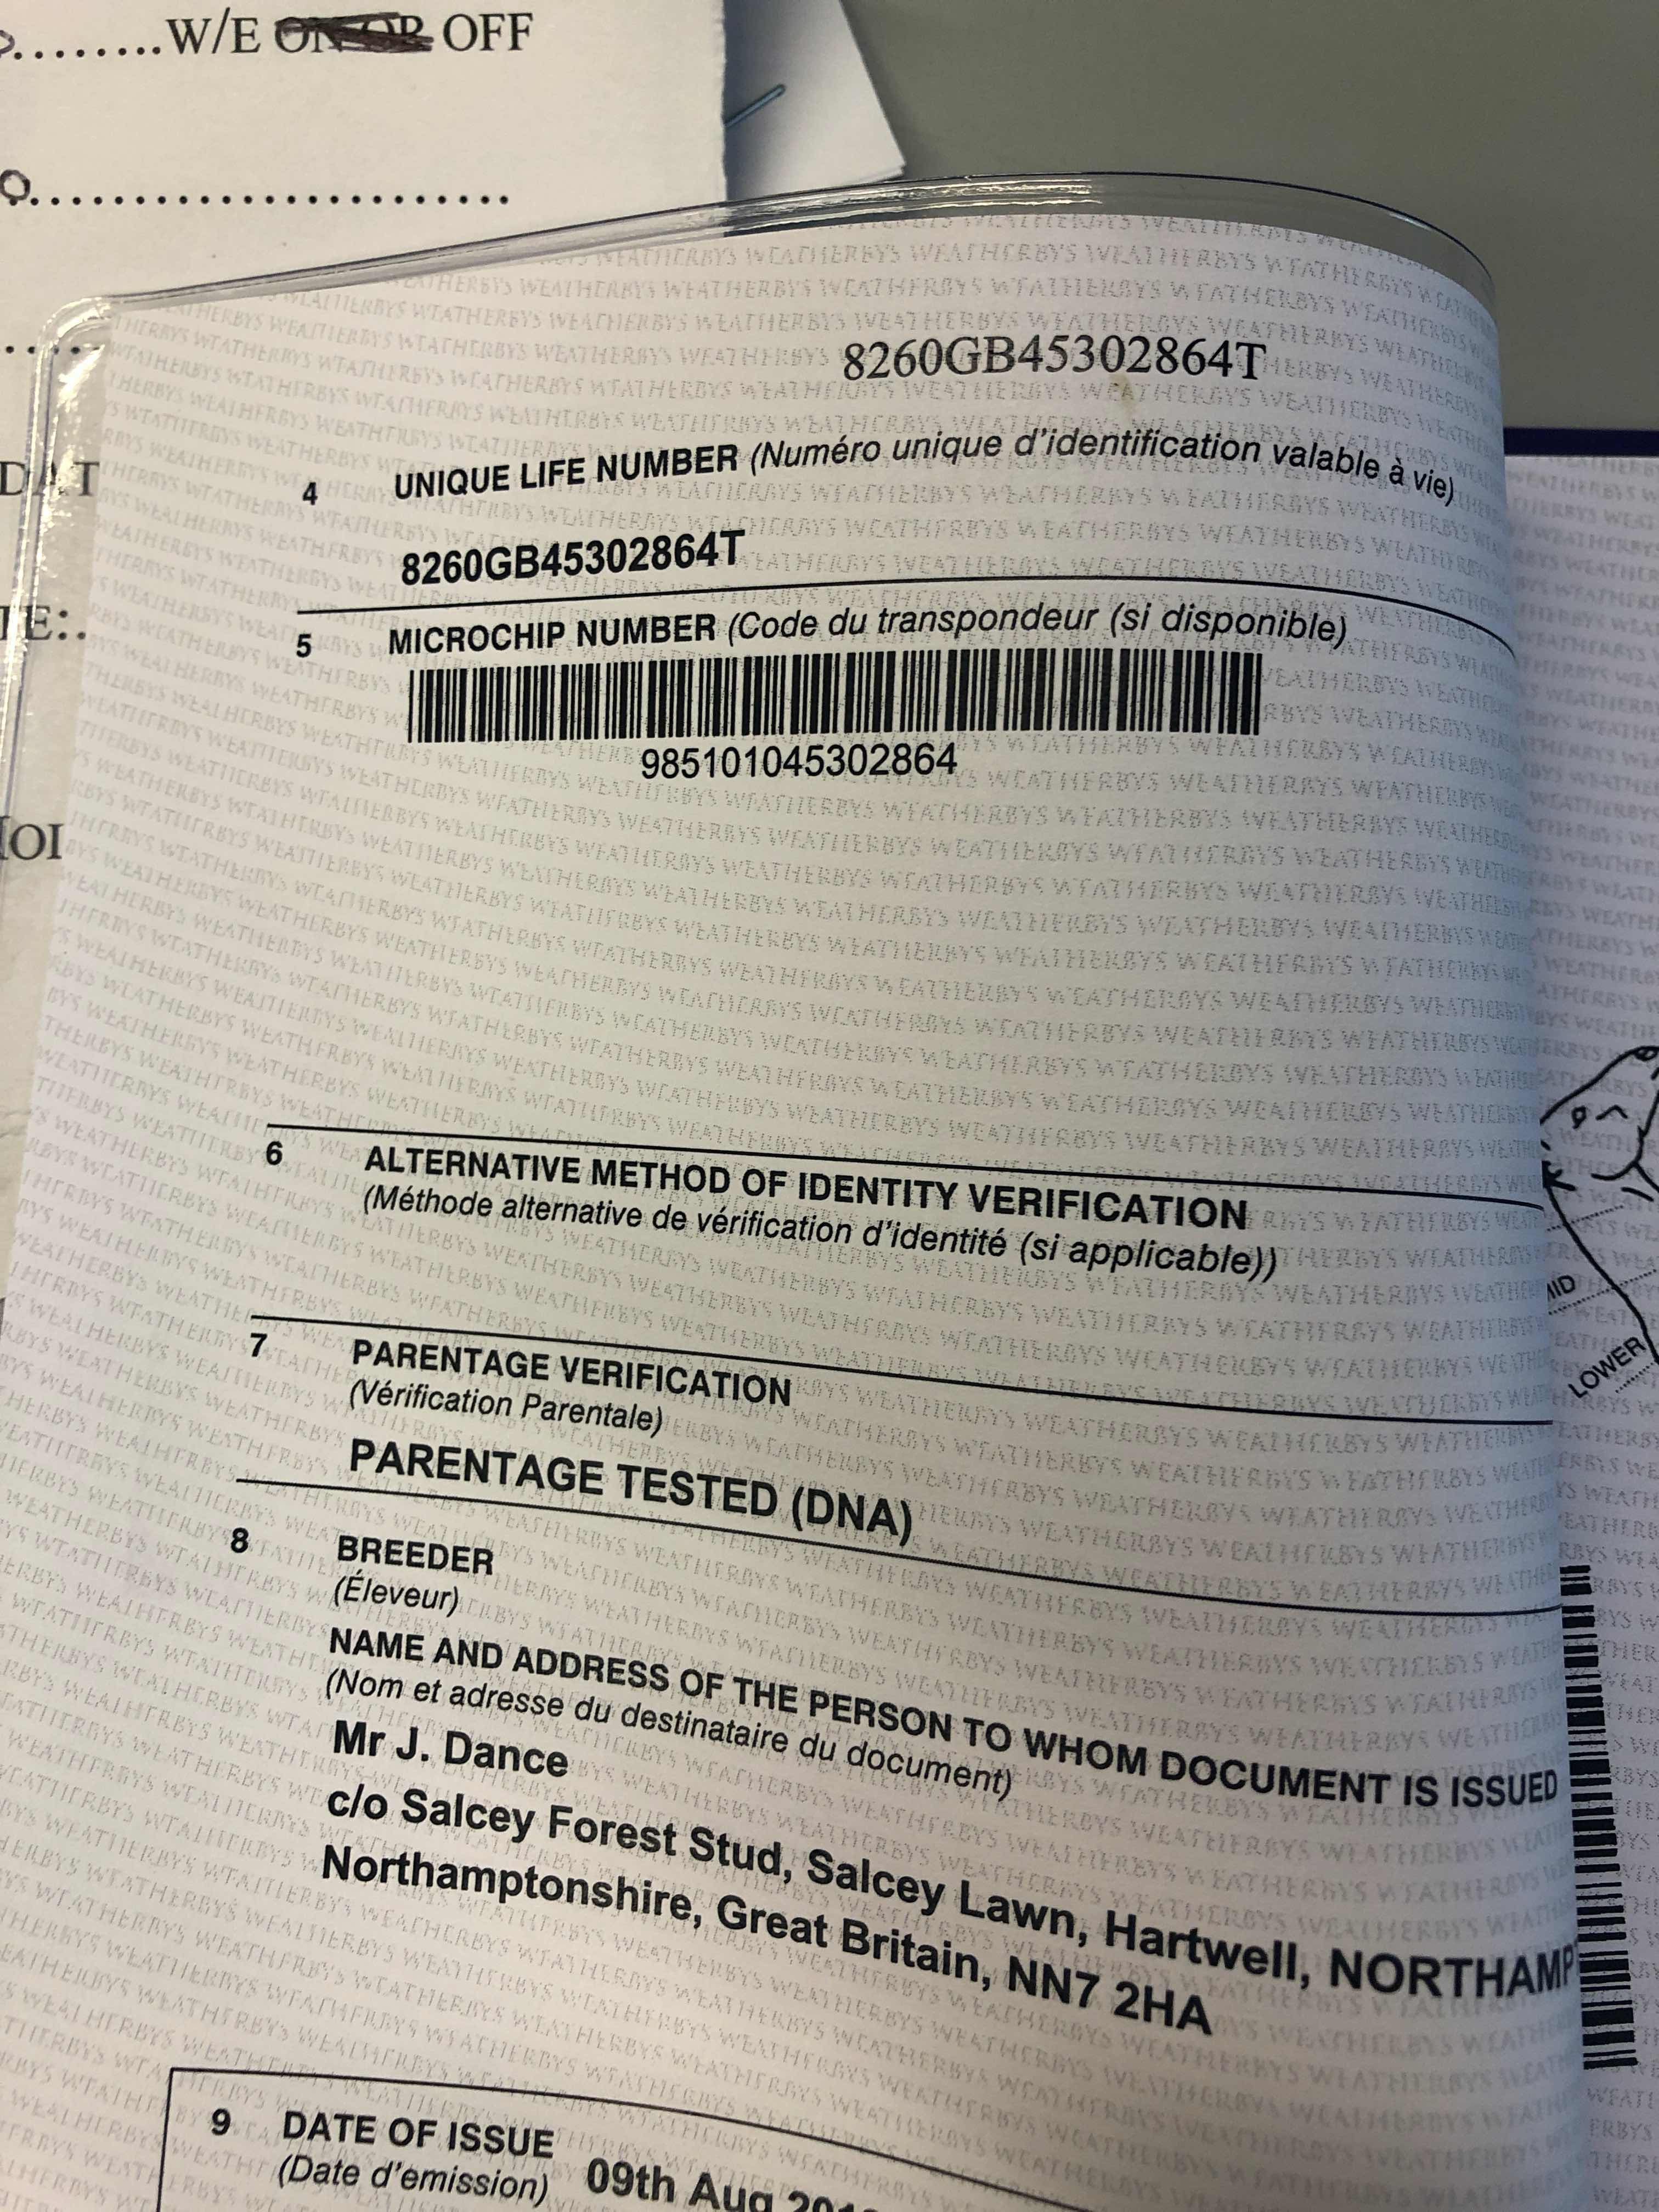 ........W/E ON OR OFF
8260GB45302864T
4 UNIQUE LIFE NUMBER (Numéro unique d'identification valable à vie)
8260GB45302864T
5 MICROCHIP NUMBER (Code du transpondeur (si disponible)
985101045302864
6 ALTERNATIVE METHOD OF IDENTITY VERIFICATION
(Méthode alternative de vérification d'identité (si applicable))
7 PARENTAGE VERIFICATION
(Vérification Parentale)
PARENTAGE TESTED (DNA)
8 BREEDER
(Éleveur)
NAME AND ADDRESS OF THE PERSON TO WHOM DOCUMENT IS ISSUED
(Nom et adresse du destinataire du document)
Mr J. Dance
c/o Salcey Forest Stud, Salcey Lawn, Hartwell, NORTHAMP
Northamptonshire, Great Britain, NN7 2HA
9 DATE OF ISSUE
(Date d'emission) 09th Aug
LOWER
WEATHERBYS